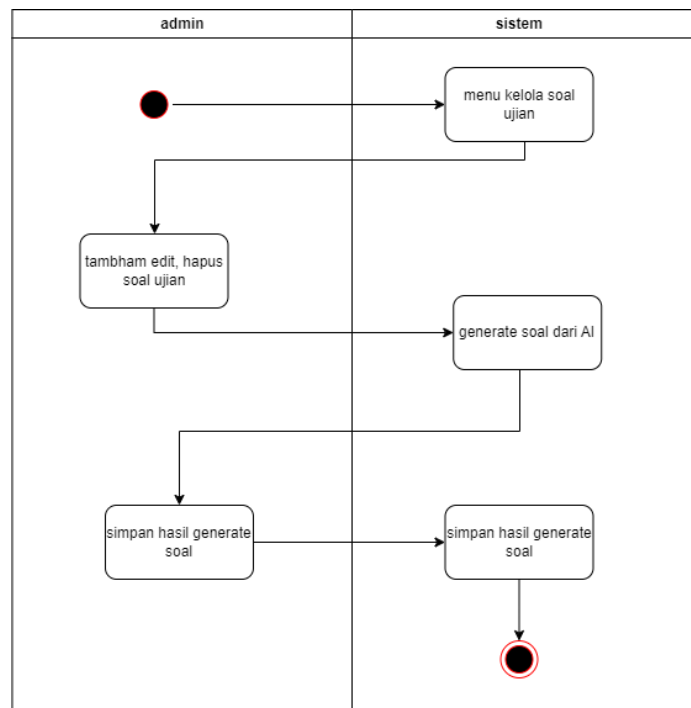 admin
sistem
menu kelola soal
ujian
tambham edit, hapus
soal ujian
generate soal dari AI
simpan hasil generate
soal
simpan hasil generate
soal